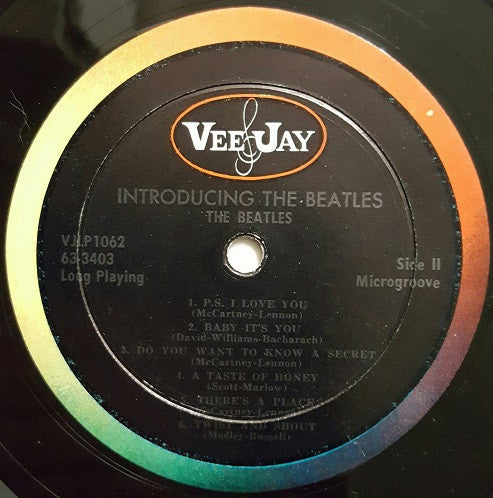 VEE JAY
INTRODUCING THE BEATLES
THE BEATLES
VJLP1062
63-3403
Long Playing
Side II
Microgroove
1. P.S. I LOVE YOU
(McCartney-Lennon)
2. BABY IT'S YOU
(David-Williams-Bacharach)
3. DO YOU WANT TO KNOW A SECRET
(McCartney-Lennon)
4. A TASTE OF HONEY
(Scott-Marlow)
5. THERE'S A PLACE
(McCartney-Lennon)
6. TWIST AND SHOUT
(Medley-Russell)